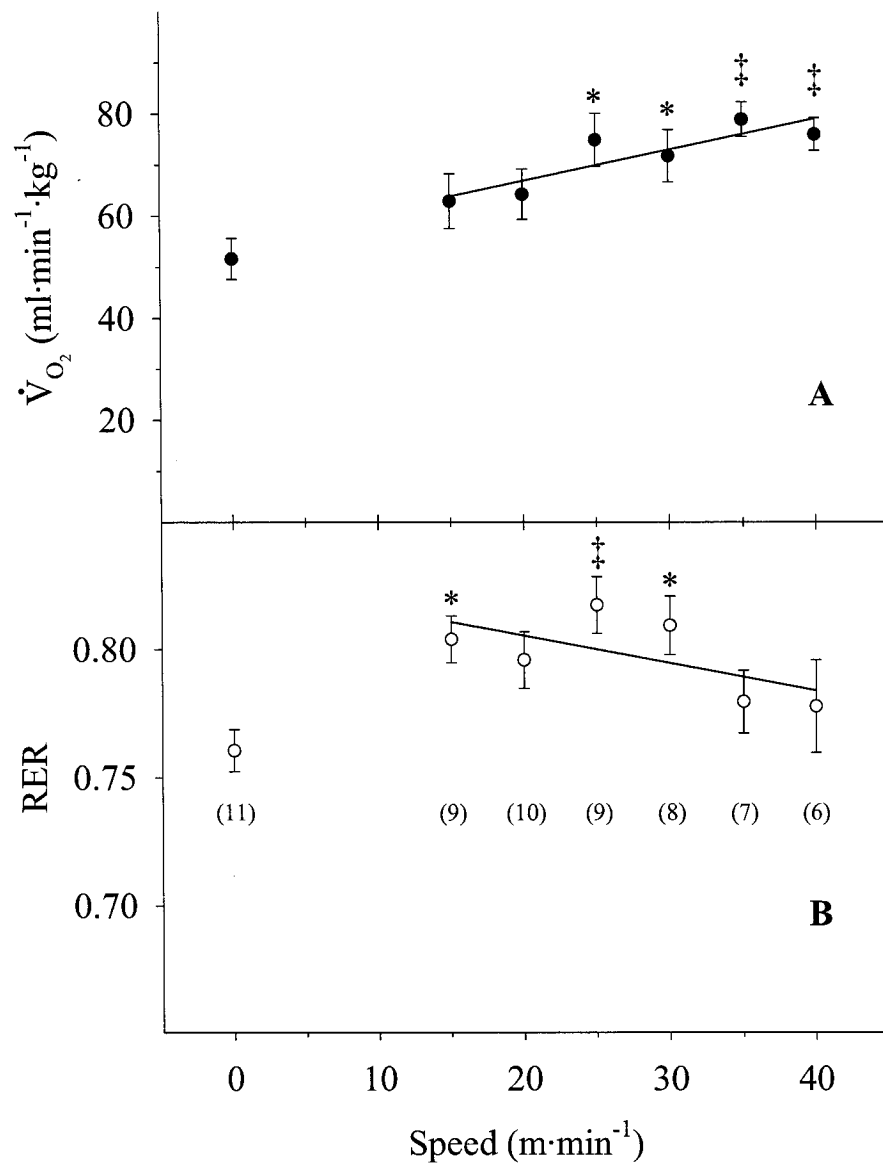 ‡ ‡
* *
80
60
40
20
V̇O₂ (ml·min⁻¹·kg⁻¹)
A
‡
* *
0.80
0.75
0.70
RER
(11) (9) (10) (9) (8) (7) (6)
B
0 10 20 30 40
Speed (m·min⁻¹)